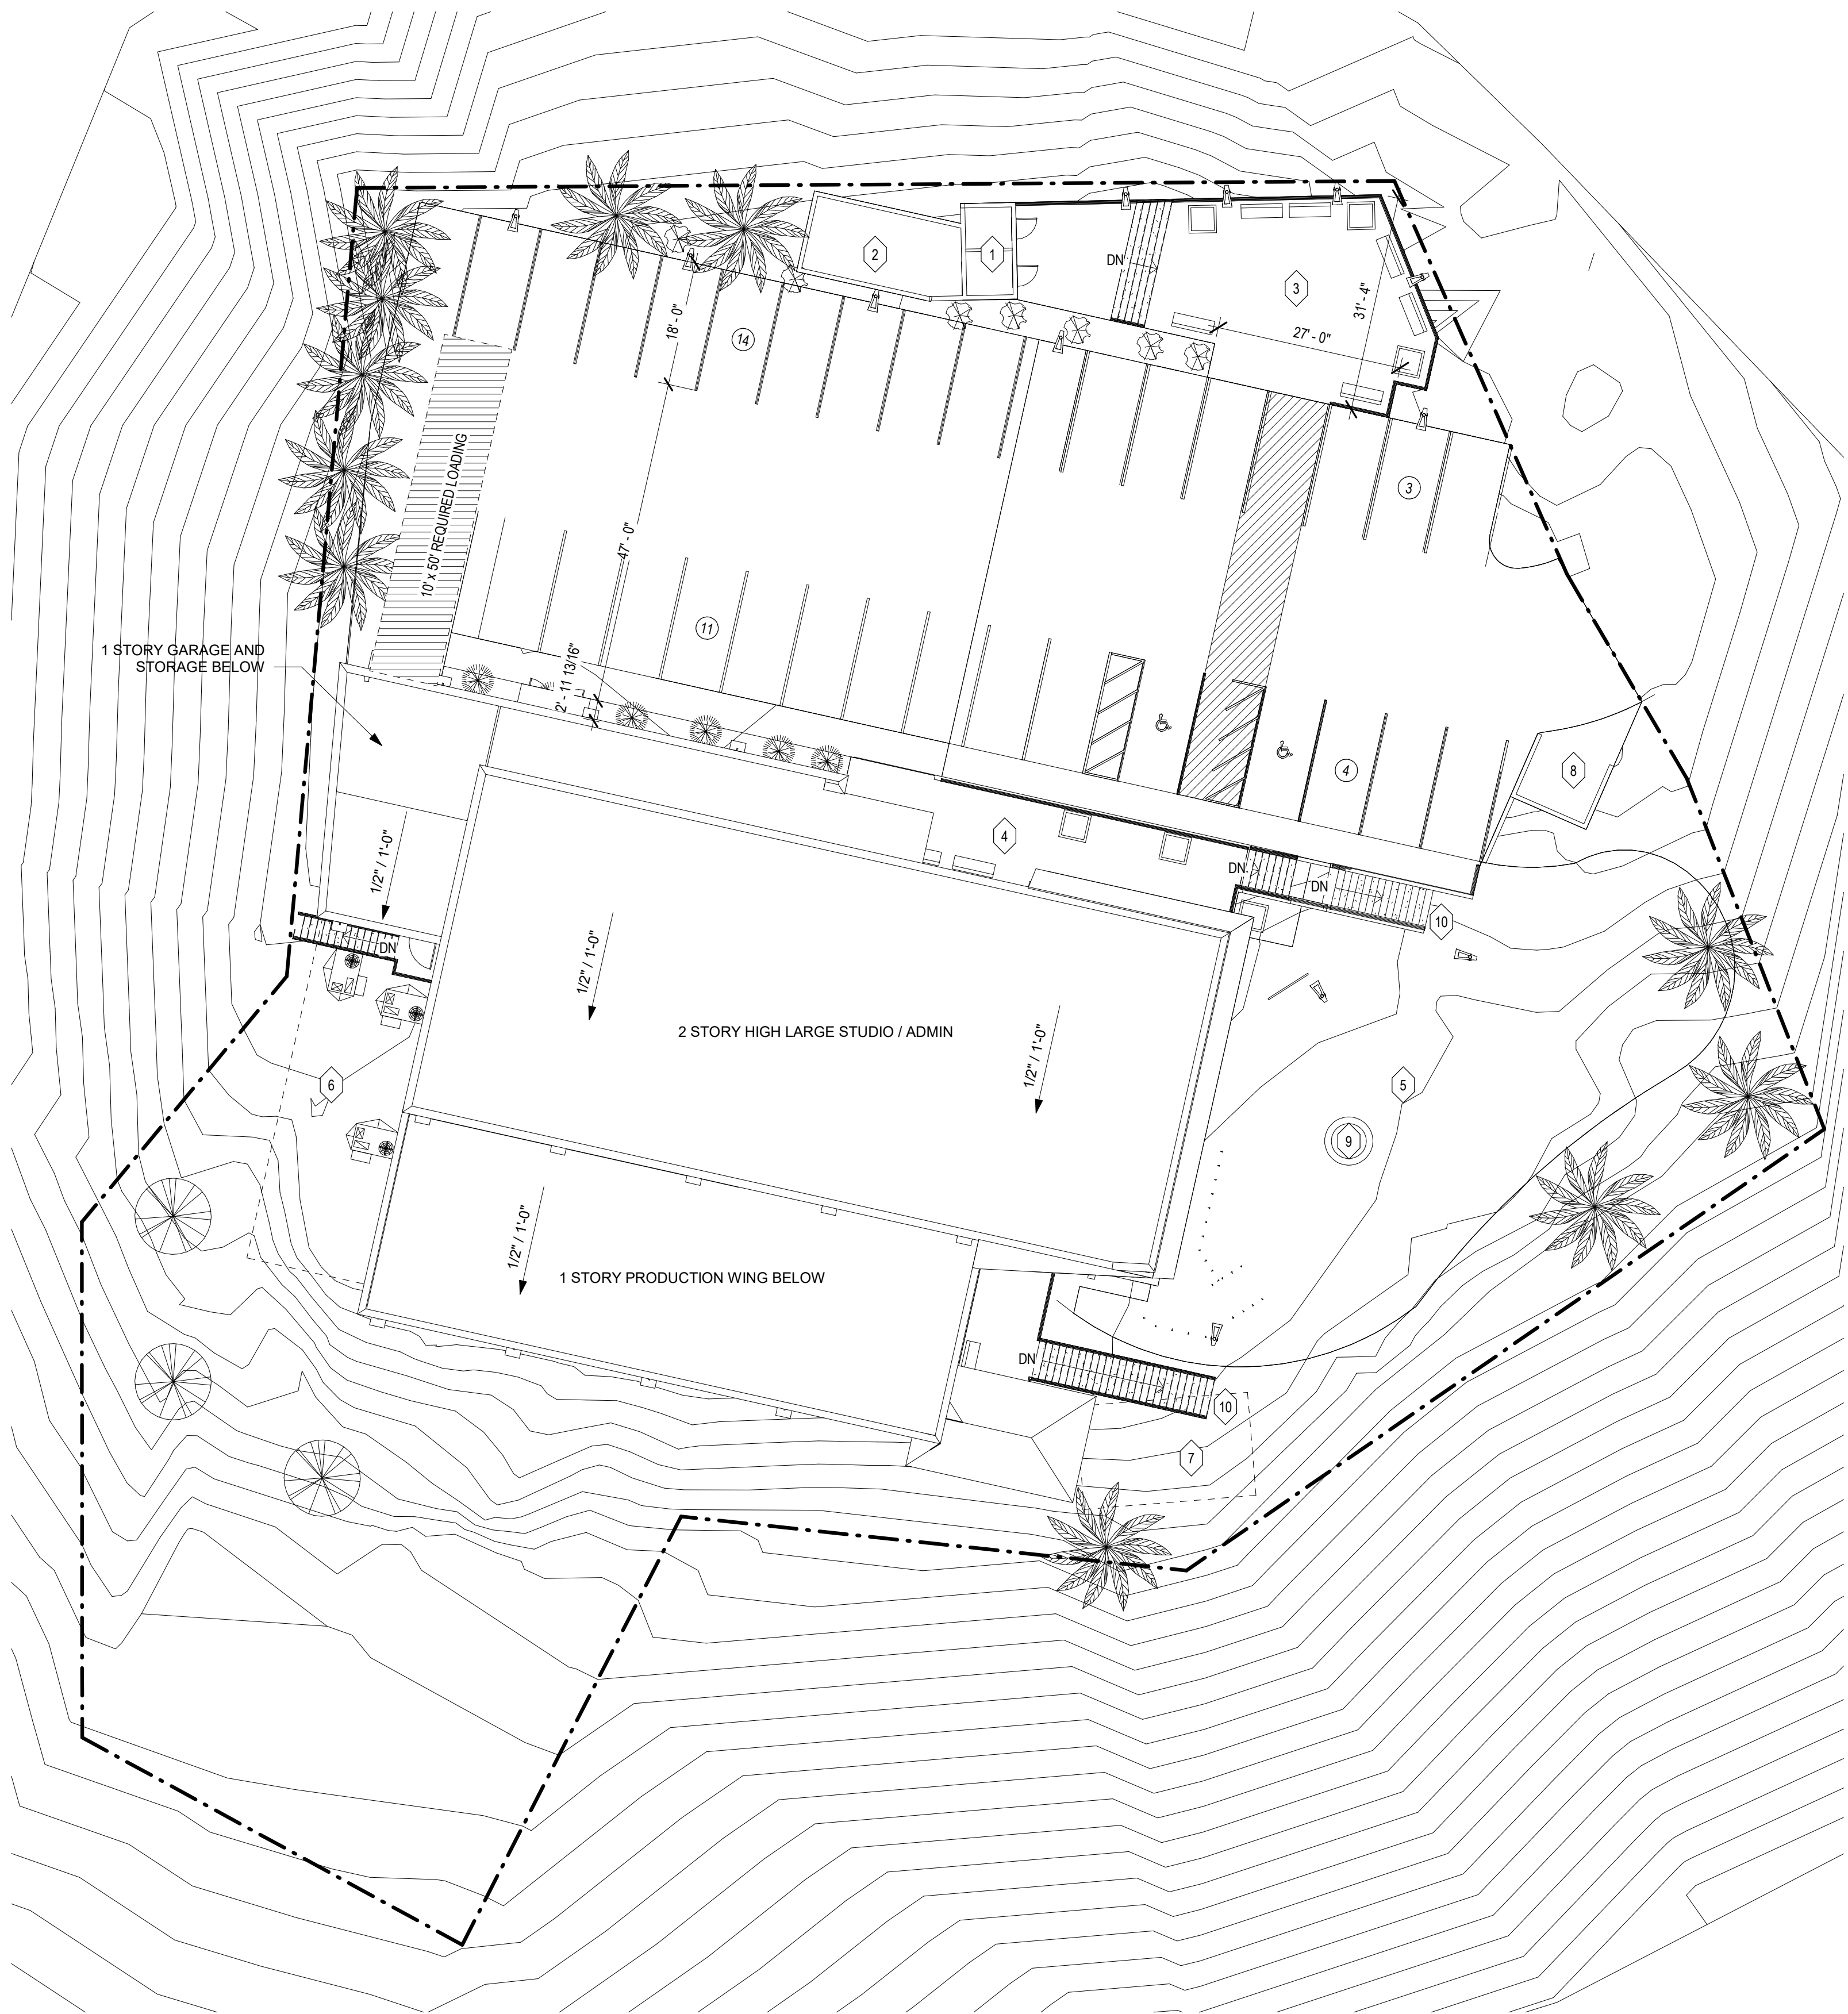 2
1
DN
3
31' - 4"
27' - 0"
18' - 0"
14
3
10' x 50' REQUIRED LOADING
47' - 0"
11
1 STORY GARAGE AND
STORAGE BELOW
2' - 11 13/16"
4
8
4
1/2" / 1'-0"
DN
DN
10
DN
1/2" / 1'-0"
2 STORY HIGH LARGE STUDIO / ADMIN
1/2" / 1'-0"
6
5
9
1/2" / 1'-0"
1 STORY PRODUCTION WING BELOW
DN
10
7